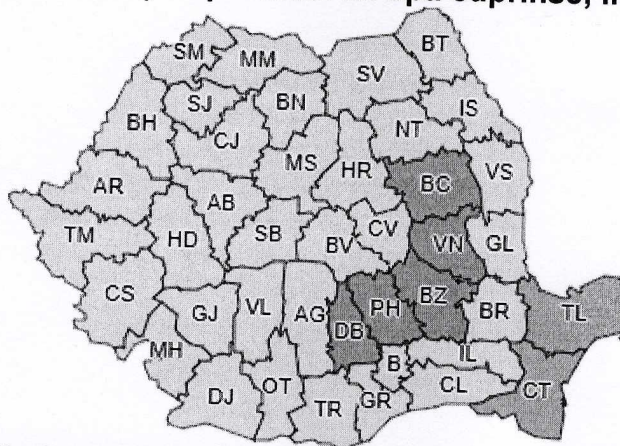 SM MM SV BT
SJ BN IS
BH CJ NT
MS HR BC VS
AR AB
TM HD SB BV CV VN GL
CS GJ VL AG DB PH BZ BR TL
MH B IL
DJ OT TR GR CL CT